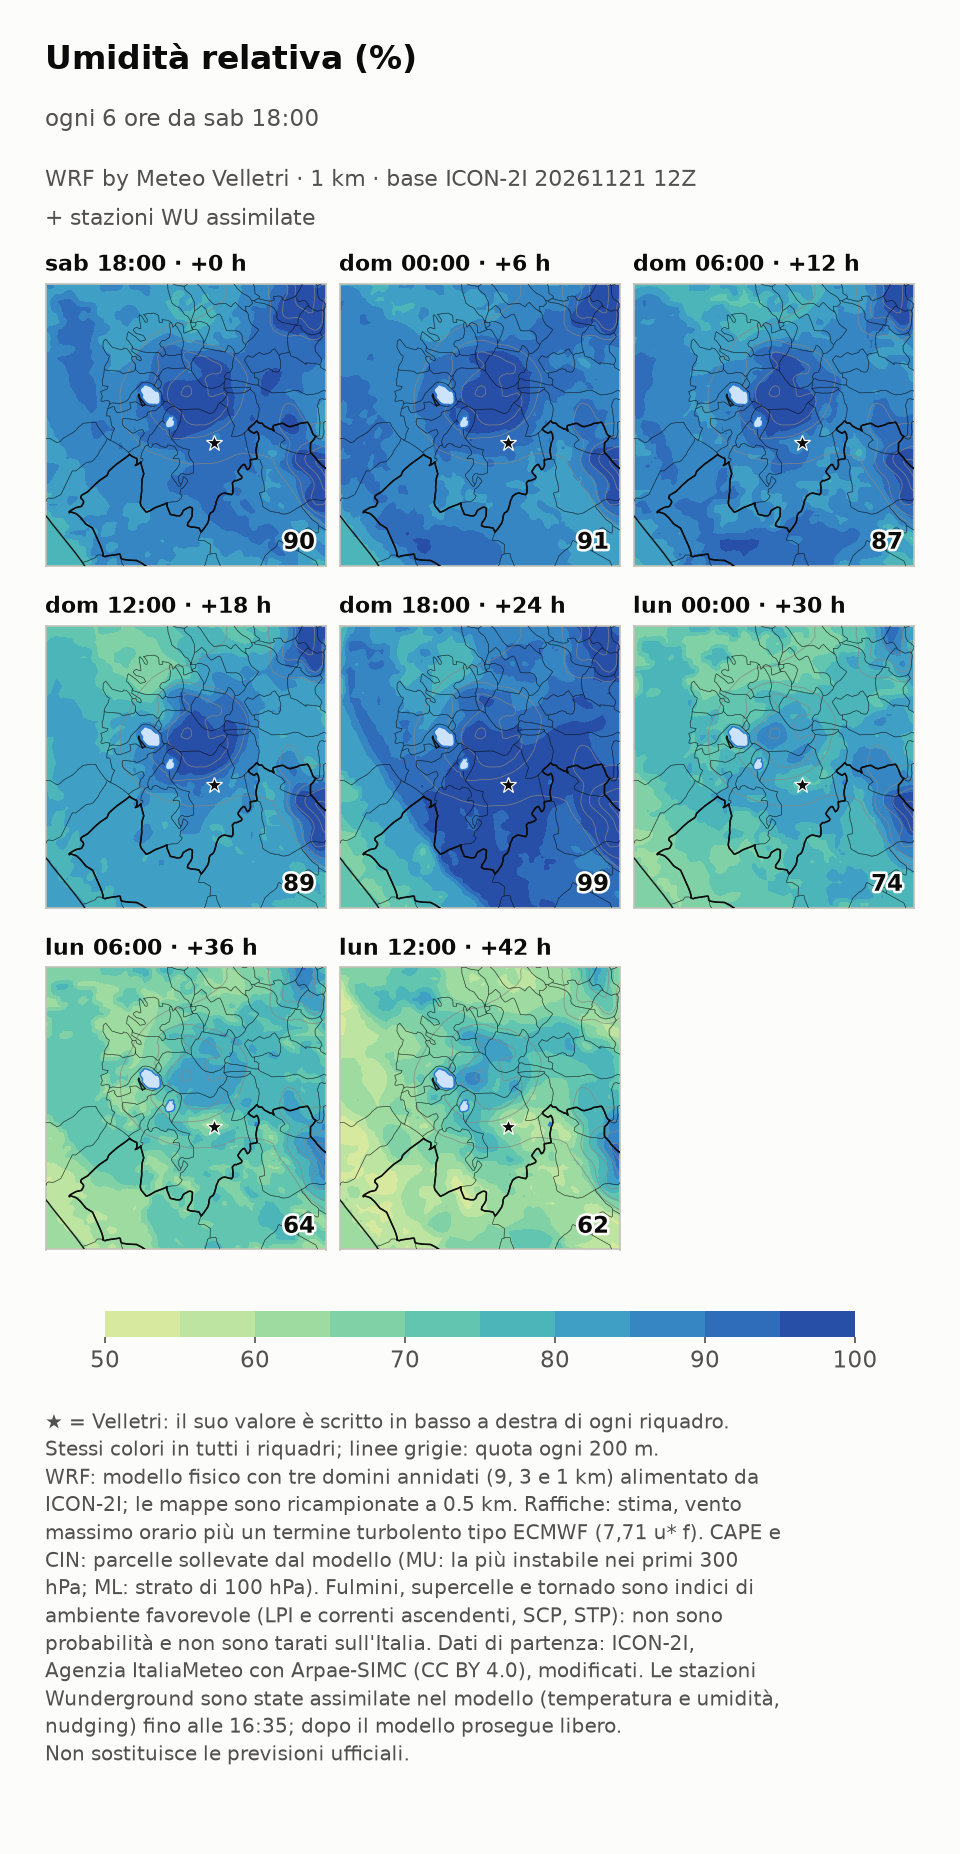 Umidità relativa (%)
ogni 6 ore da sab 18:00
WRF by Meteo Velletri · 1 km · base ICON-2I 20261121 12Z
+ stazioni WU assimilate
sab 18:00 · +0 h
dom 00:00 · +6 h
dom 06:00 · +12 h
90
91
87
dom 12:00 · +18 h
dom 18:00 · +24 h
lun 00:00 · +30 h
89
99
74
lun 06:00 · +36 h
lun 12:00 · +42 h
64
62
50 60 70 80 90 100
★ = Velletri: il suo valore è scritto in basso a destra di ogni riquadro.
Stessi colori in tutti i riquadri; linee grigie: quota ogni 200 m.
WRF: modello fisico con tre domini annidati (9, 3 e 1 km) alimentato da
ICON-2I; le mappe sono ricampionate a 0.5 km. Raffiche: stima, vento
massimo orario più un termine turbolento tipo ECMWF (7,71 u* f). CAPE e
CIN: parcelle sollevate dal modello (MU: la più instabile nei primi 300
hPa; ML: strato di 100 hPa). Fulmini, supercelle e tornado sono indici di
ambiente favorevole (LPI e correnti ascendenti, SCP, STP): non sono
probabilità e non sono tarati sull'Italia. Dati di partenza: ICON-2I,
Agenzia ItaliaMeteo con Arpae-SIMC (CC BY 4.0), modificati. Le stazioni
Wunderground sono state assimilate nel modello (temperatura e umidità,
nudging) fino alle 16:35; dopo il modello prosegue libero.
Non sostituisce le previsioni ufficiali.